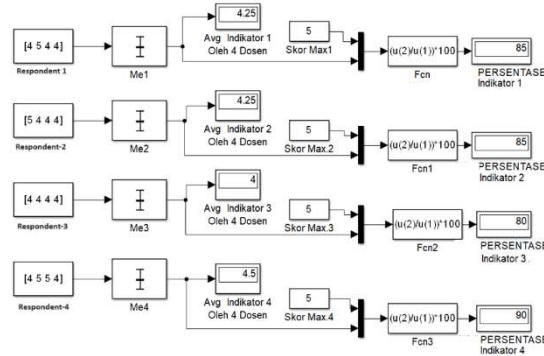 4.25
[4 5 4 4]
Respondent 1
Me1
Avg Indikator 1
Oleh 4 Dosen
5
Skor Max1
(u(2)/u(1))*100
Fcn
85
PERSENTASE
Indikator 1
4.25
[5 4 4 4]
Respondent-2
Me2
Avg Indikator 2
Oleh 4 Dosen
5
Skor Max.2
(u(2)/u(1))*100
Fcn1
85
PERSENTASE
Indikator 2
4
[4 4 4 4]
Respondent-3
Me3
Avg Indikator 3
Oleh 4 Dosen
5
Skor Max.3
(u(2)/u(1))*100
Fcn2
80
PERSENTASE
Indikator 3
4.5
[4 5 5 4]
Respondent-4
Me4
Avg Indikator 4
Oleh 4 Dosen
5
Skor Max.4
(u(2)/u(1))*100
Fcn3
90
PERSENTASE
Indikator 4